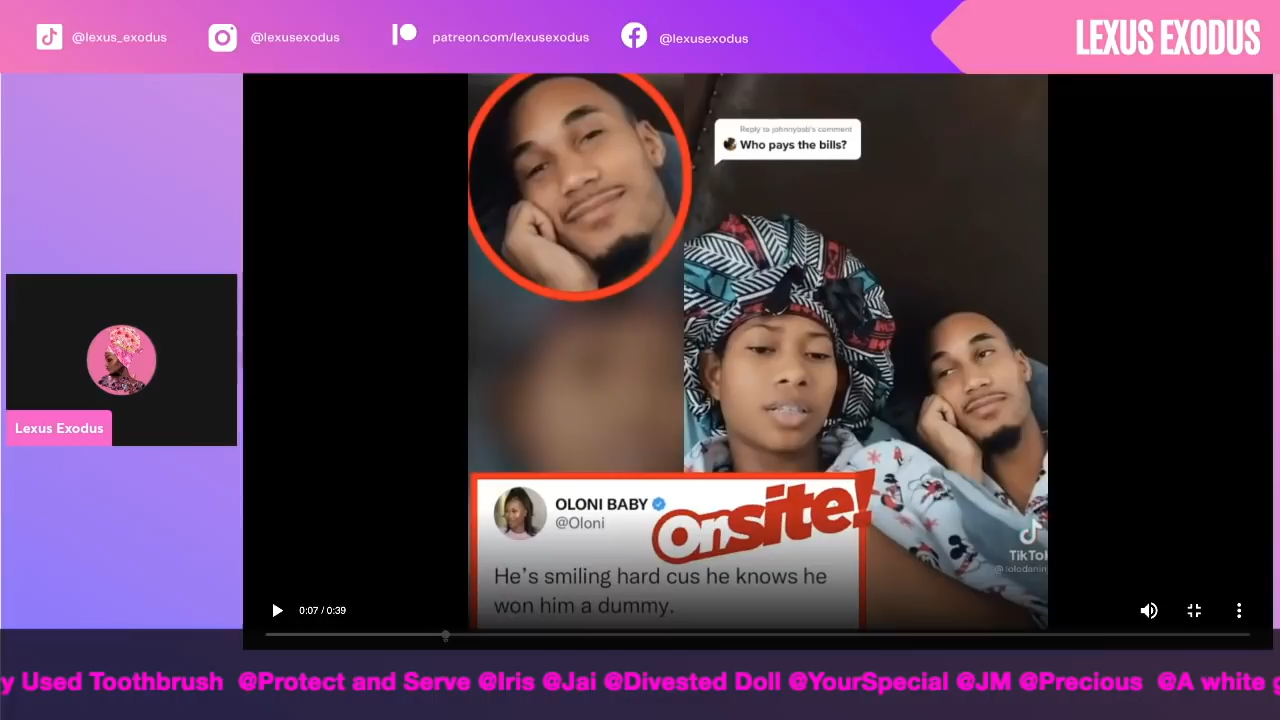 @lexus_exodus
@lexusexodus
patreon.com/lexusexodus
@lexusexodus
LEXUS EXODUS
Reply to johnnybsb's comment
Who pays the bills?
Lexus Exodus
OLONI BABY
@Oloni
Onsite!
He's smiling hard cus he knows he
won him a dummy.
TikTok
0:07 / 0:39
y Used Toothbrush @Protect and Serve @Iris @Jai @Divested Doll @YourSpecial @JM @Precious @A white g